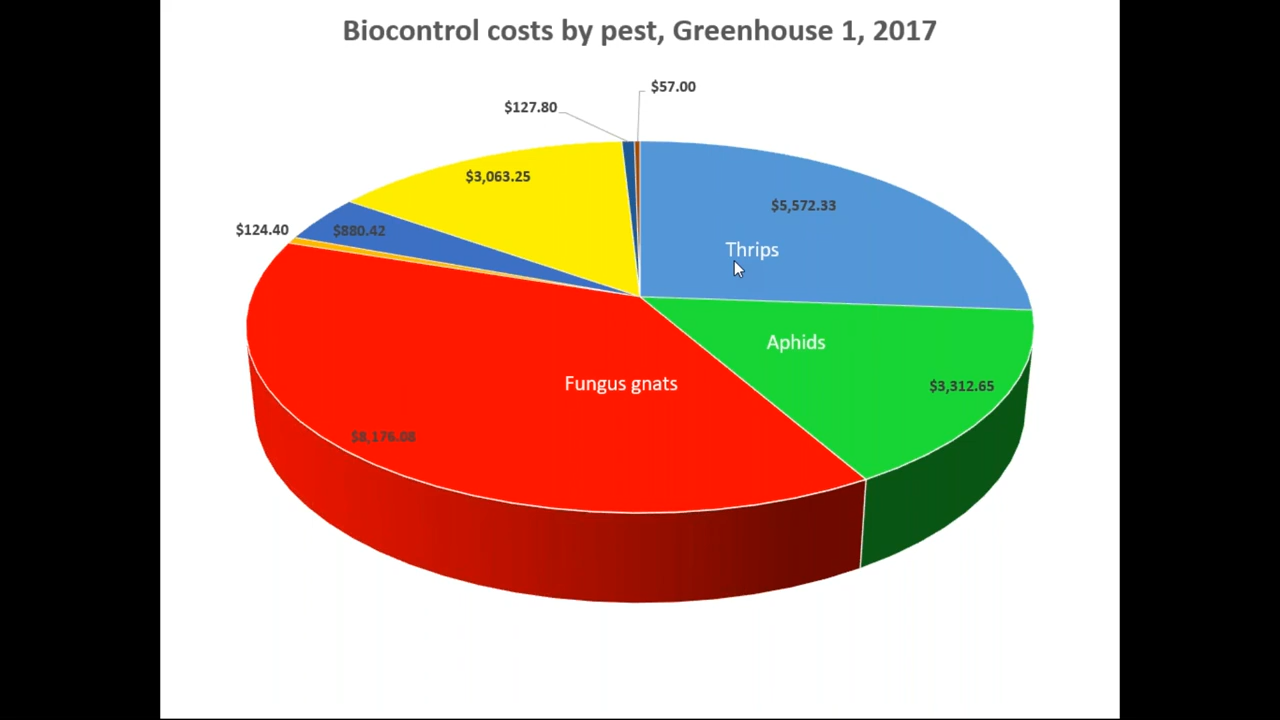 Biocontrol costs by pest, Greenhouse 1, 2017
$57.00
$127.80
$3,063.25
$5,572.33
$124.40
$880.42
Thrips
Aphids
Fungus gnats
$3,312.65
$8,176.08